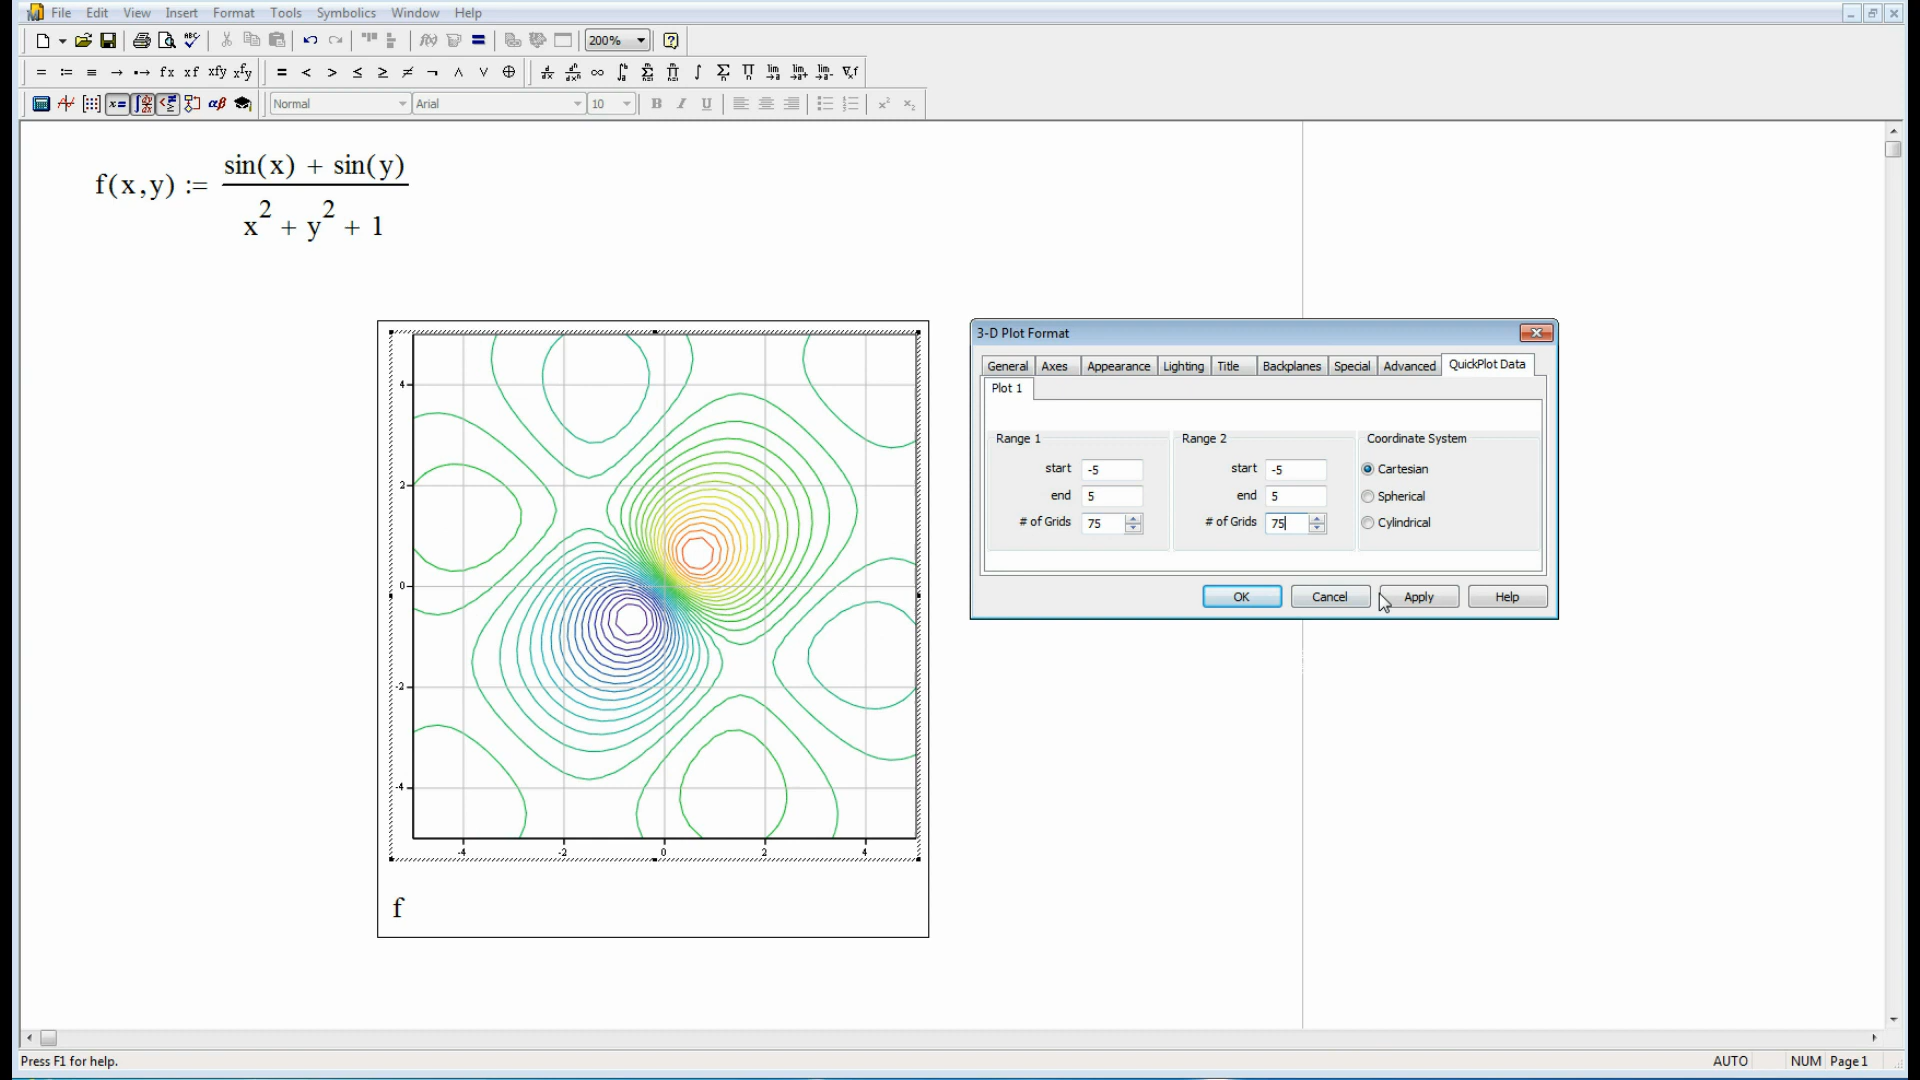 File Edit View Insert Format Tools Symbolics Window Help
200%
Normal Arial 10 B I U
f(x,y) := sin(x) + sin(y)
x2 + y2 + 1
4
2
0
-2
-4
-4 -2 0 2 4
f
3-D Plot Format
General Axes Appearance Lighting Title Backplanes Special Advanced QuickPlot Data
Plot 1
Range 1 Range 2 Coordinate System
start -5 start -5 Cartesian
end 5 end 5 Spherical
# of Grids 75 # of Grids 75 Cylindrical
OK Cancel Apply Help
Press F1 for help. AUTO NUM Page 1